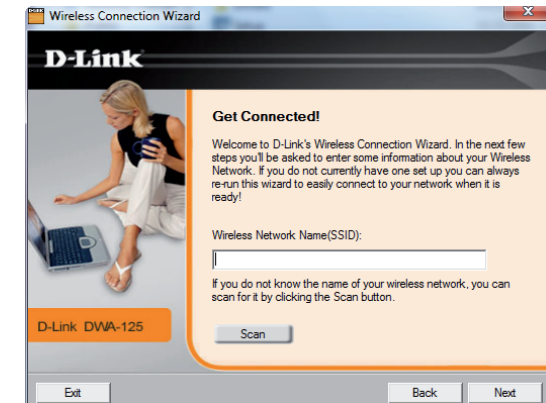 Wireless Connection Wizard
D-Link
Get Connected!
Welcome to D-Link's Wireless Connection Wizard. In the next few
steps you'll be asked to enter some information about your Wireless
Network. If you do not currently have one set up you can always
re-run this wizard to easily connect to your network when it is
ready!
Wireless Network Name(SSID):
If you do not know the name of your wireless network, you can
scan for it by clicking the Scan button.
D-Link DWA-125
Scan
Exit
Back
Next